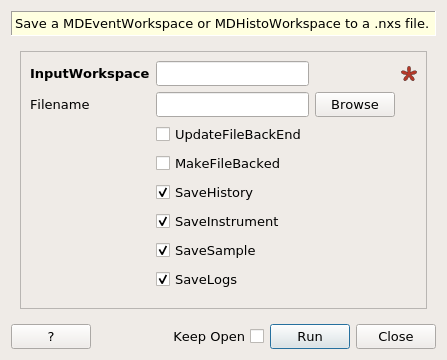 Save a MDEventWorkspace or MDHistoWorkspace to a .nxs file.
InputWorkspace
Filename Browse
UpdateFileBackEnd
MakeFileBacked
SaveHistory
SaveInstrument
SaveSample
SaveLogs
? Keep Open Run Close